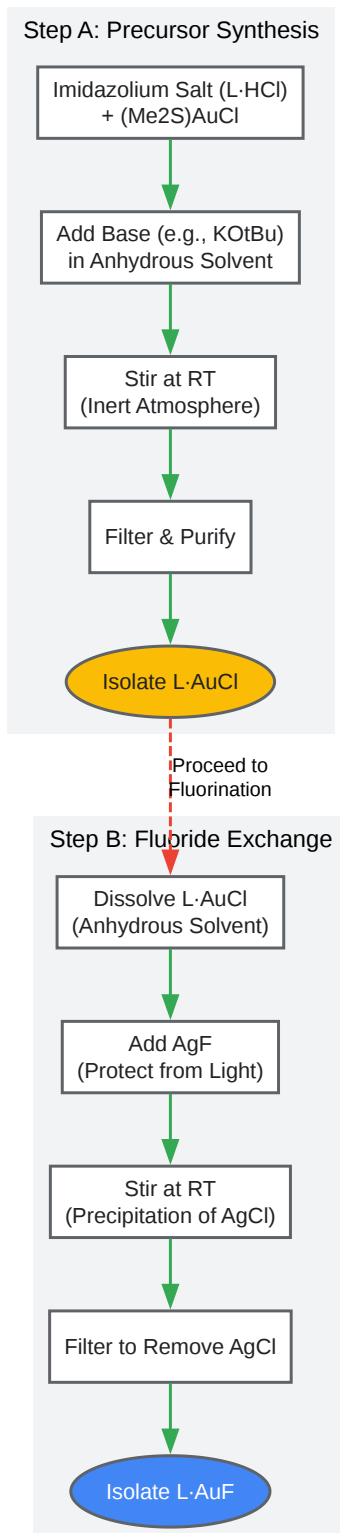 Step A: Precursor Synthesis
Imidazolium Salt (L·HCl)
+ (Me2S)AuCl
Add Base (e.g., KOtBu)
in Anhydrous Solvent
Stir at RT
(Inert Atmosphere)
Filter & Purify
Isolate L·AuCl
Proceed to
Fluorination
Step B: Fluoride Exchange
Dissolve L·AuCl
(Anhydrous Solvent)
Add AgF
(Protect from Light)
Stir at RT
(Precipitation of AgCl)
Filter to Remove AgCl
Isolate L·AuF